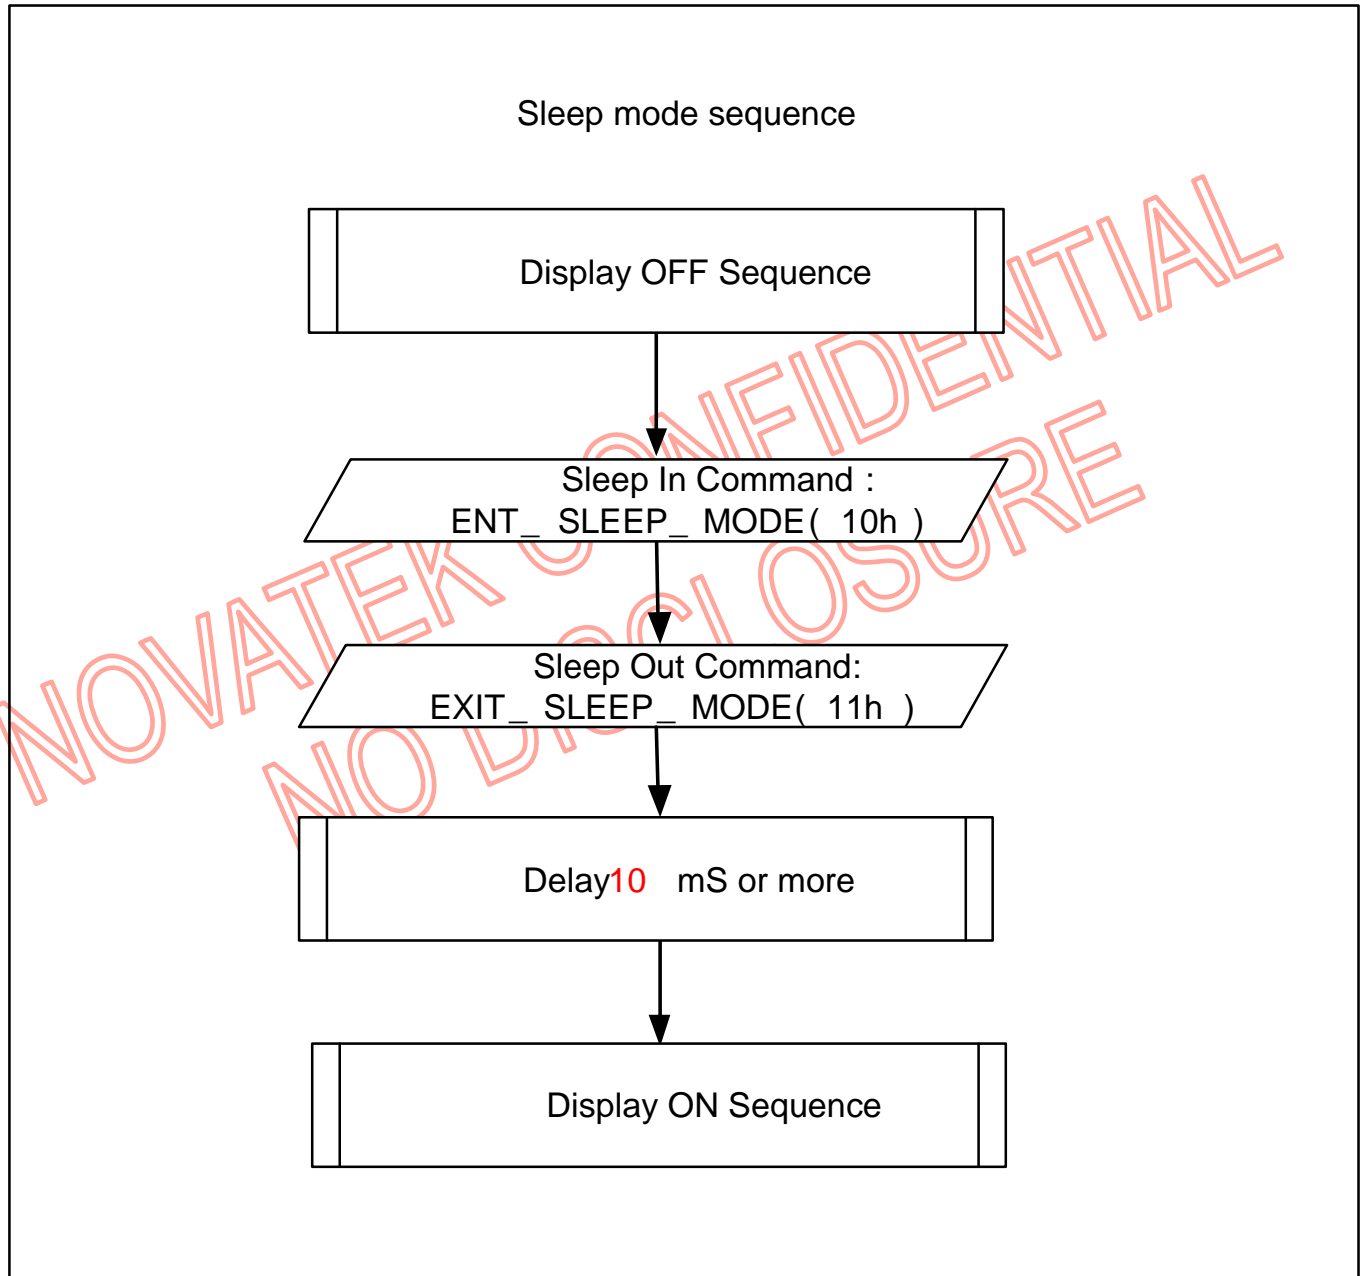 Sleep mode sequence
Display OFF Sequence
Sleep In Command :
ENT_ SLEEP_ MODE( 10h )
Sleep Out Command:
EXIT_ SLEEP_ MODE( 11h )
Delay10 mS or more
Display ON Sequence
NOVATEK CONFIDENTIAL
NO DISCLOSURE